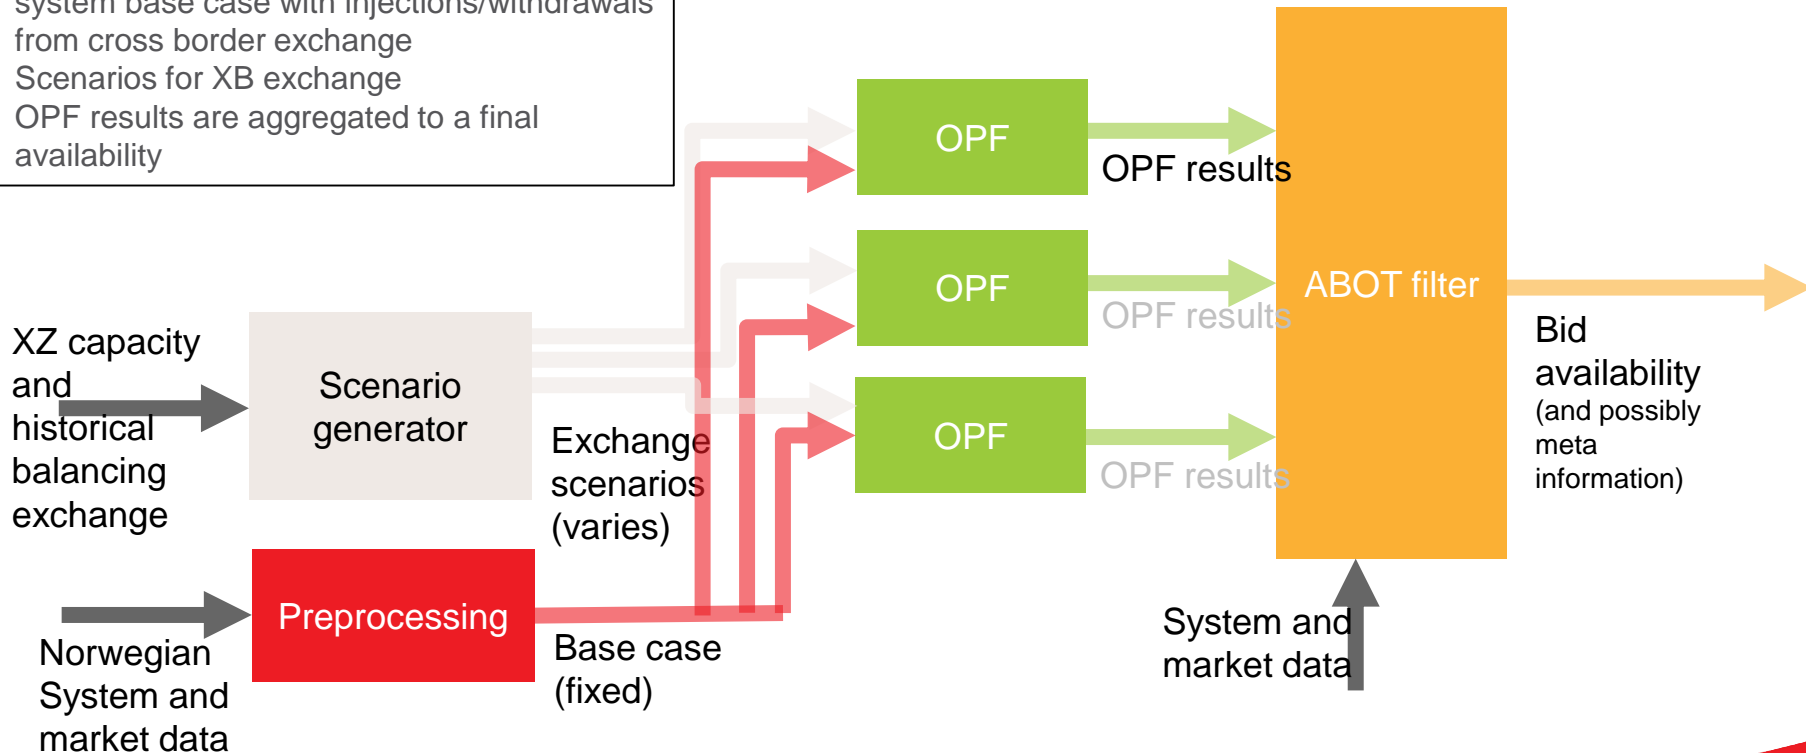 system base case with injections/withdrawals
from cross border exchange
Scenarios for XB exchange
OPF results are aggregated to a final
availability
OPF
OPF results
OPF
OPF results
OPF
OPF results
ABOT filter
Bid
availability
(and possibly
meta
information)
XZ capacity
and
historical
balancing
exchange
Scenario
generator
Exchange
scenarios
(varies)
Preprocessing
Base case
(fixed)
Norwegian
System and
market data
System and
market data